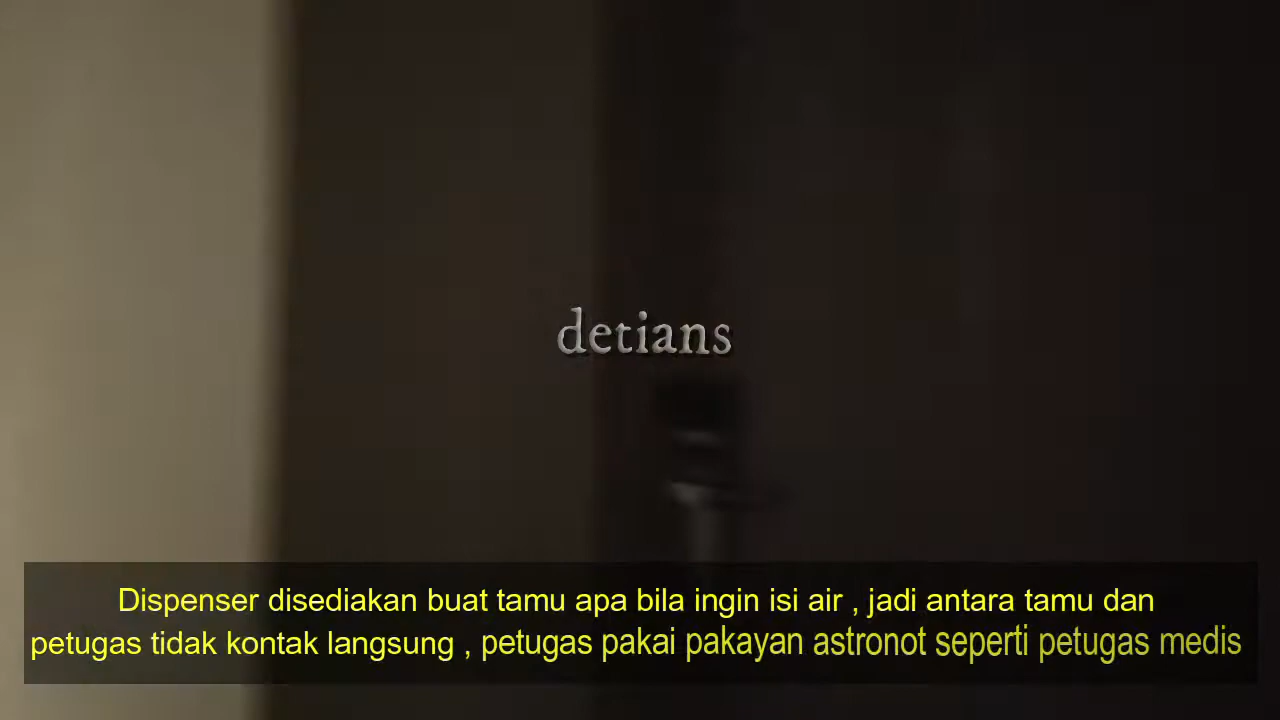 detians
Dispenser disediakan buat tamu apa bila ingin isi air , jadi antara tamu dan
petugas tidak kontak langsung , petugas pakai pakayan astronot seperti petugas medis